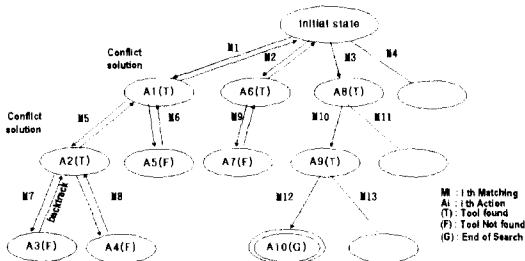 Initial state
Conflict
solution
M1
M2
M3
M4
A1(T)
A6(T)
A8(T)
Conflict
solution
M5
M6
M9
M10
M11
A2(T)
A5(F)
A7(F)
A9(T)
M7
backtrack
M8
M12
M13
A3(F)
A4(F)
A10(G)
Mi : i th Matching
Ai : i th Action
(T) : Tool found
(F) : Tool Not found
(G) : End of Search